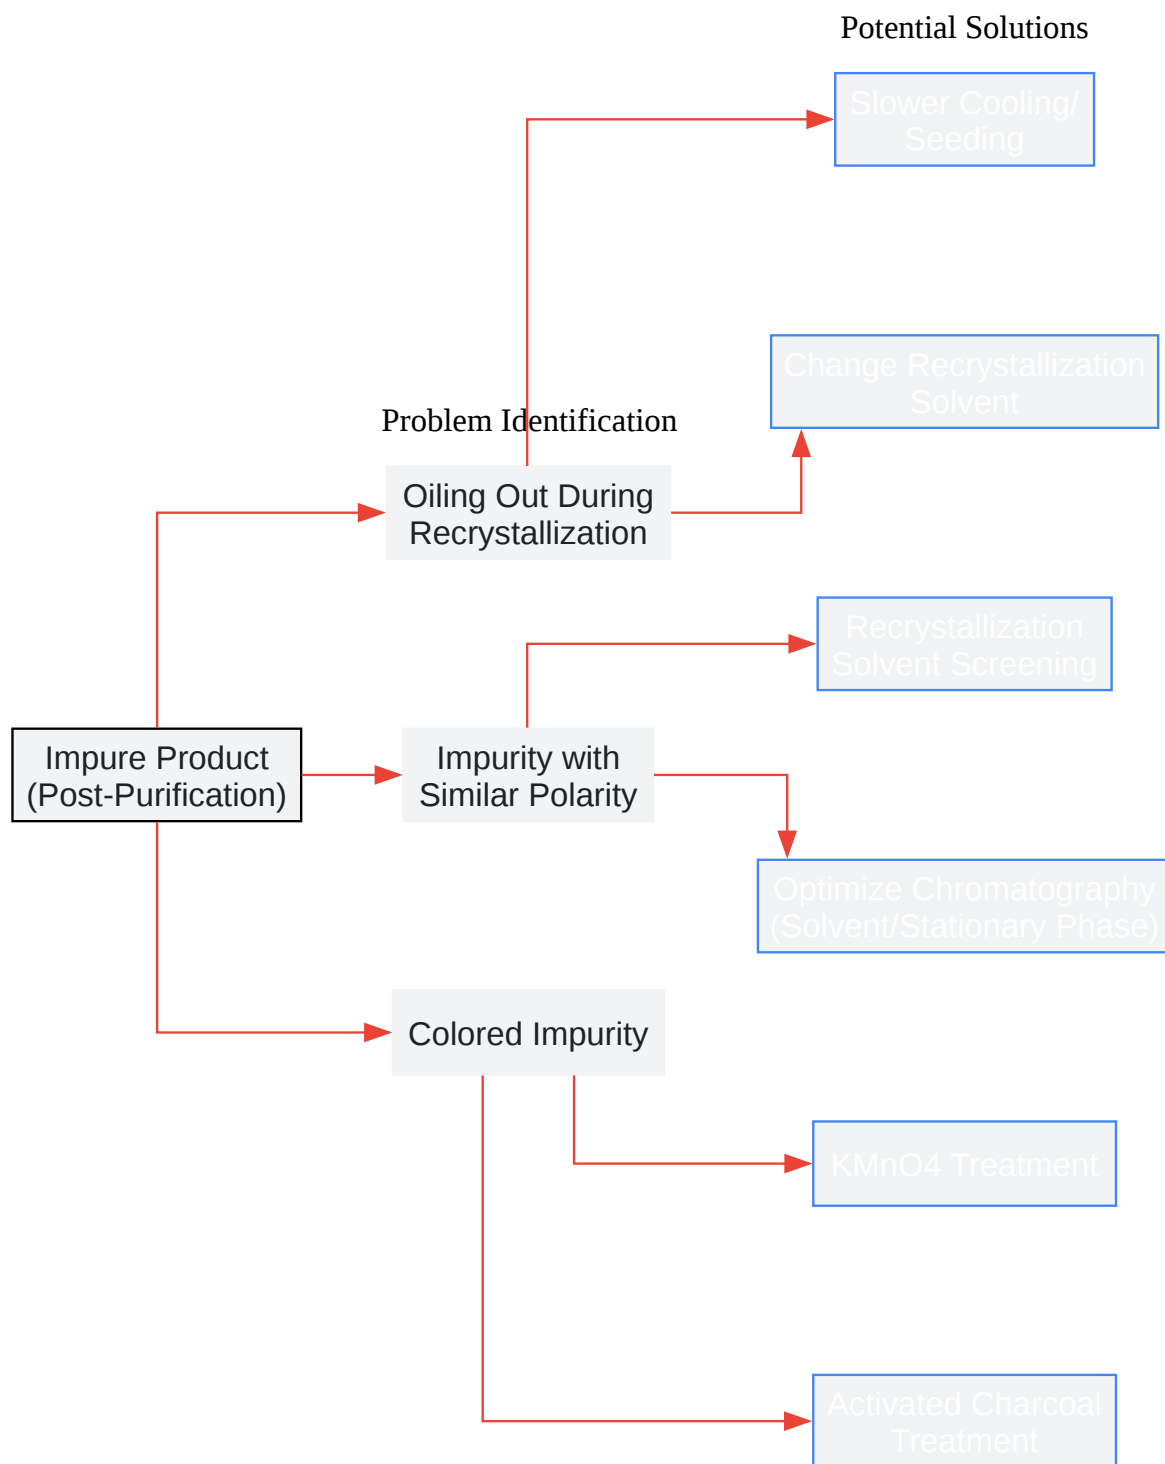 Potential Solutions
Slower Cooling/
Seeding
Change Recrystallization
Solvent
Problem Identification
Oiling Out During
Recrystallization
Recrystallization
Solvent Screening
Impure Product
(Post-Purification)
Impurity with
Similar Polarity
Optimize Chromatography
(Solvent/Stationary Phase)
Colored Impurity
KMnO4 Treatment
Activated Charcoal
Treatment